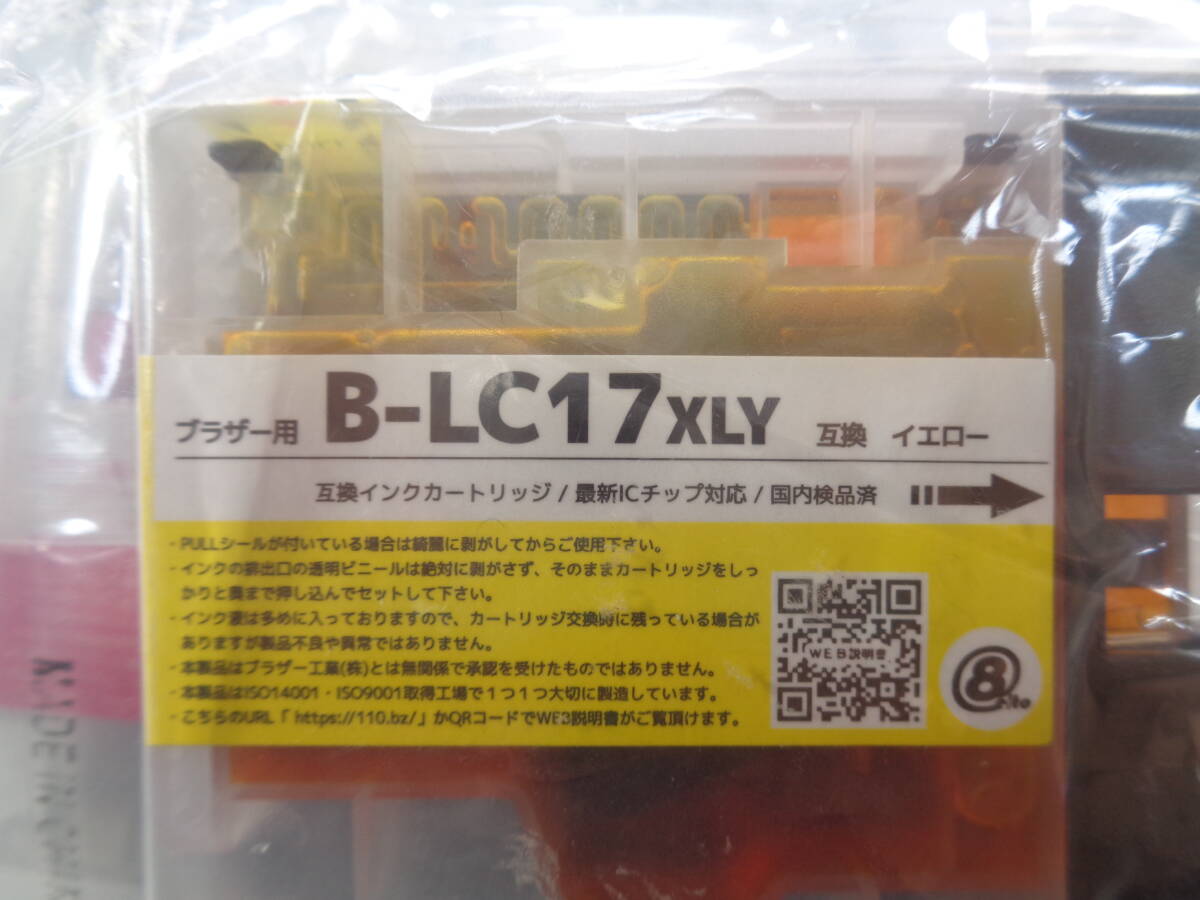 ブラザー用 B-LC17XLY 互換 イエロー
互換インクカートリッジ / 最新ICチップ対応 / 国内検品済
・PULLシールが付いている場合は綺麗に剥がしてからご使用下さい。
・インクの排出口の透明ビニールは絶対に剥がさず、そのままカートリッジをしっ
かりと奥まで押し込んでセットして下さい。
・インク液は多めに入っておりますので、カートリッジ交換時に残っている場合が
ありますが製品不良や異常ではありません。
・本製品はブラザー工業(株)とは無関係で承認を受けたものではありません。
・本製品はISO14001・ISO9001取得工場で1つ1つ大切に製造しています。
・こちらのURL「 https://110.bz/」かQRコードでWEB説明書がご覧頂けます。
WEB説明書
8
MADE IN